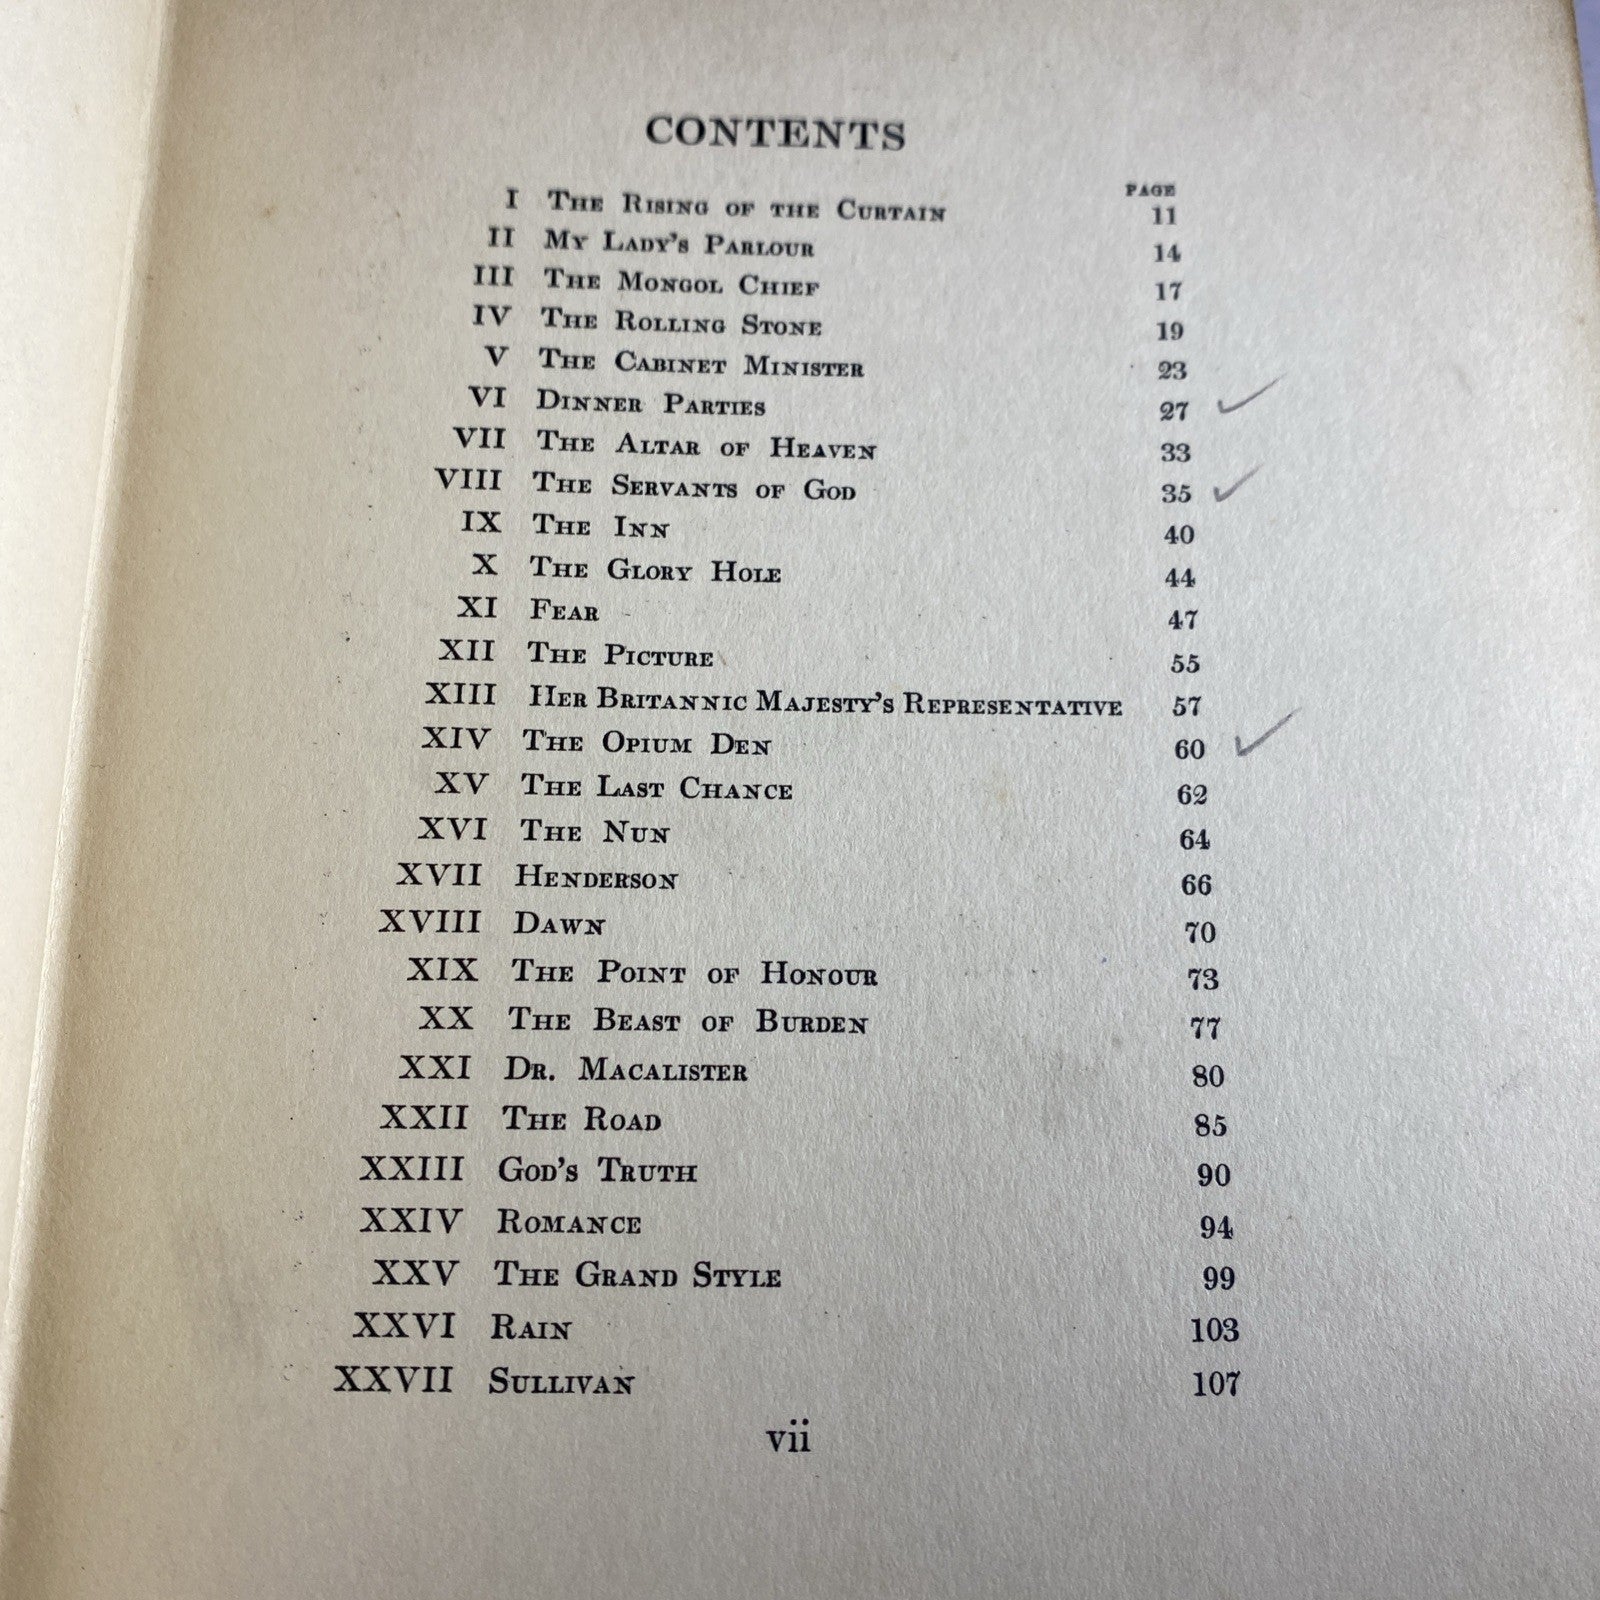 CONTENTS
PAGE
I The Rising of the Curtain 11
II My Lady's Parlour 14
III The Mongol Chief 17
IV The Rolling Stone 19
V The Cabinet Minister 23
VI Dinner Parties 27
VII The Altar of Heaven 33
VIII The Servants of God 35
IX The Inn 40
X The Glory Hole 44
XI Fear 47
XII The Picture 55
XIII Her Britannic Majesty's Representative 57
XIV The Opium Den 60
XV The Last Chance 62
XVI The Nun 64
XVII Henderson 66
XVIII Dawn 70
XIX The Point of Honour 73
XX The Beast of Burden 77
XXI Dr. Macalister 80
XXII The Road 85
XXIII God's Truth 90
XXIV Romance 94
XXV The Grand Style 99
XXVI Rain 103
XXVII Sullivan 107
vii